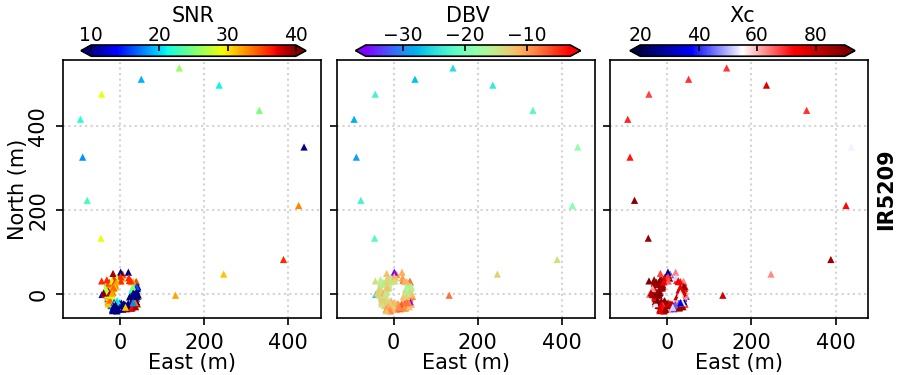 SNR DBV Xc
10 20 30 40 −30 −20 −10 20 40 60 80
North (m)
400
200
0
IR5209
0 200 400 0 200 400 0 200 400
East (m) East (m) East (m)